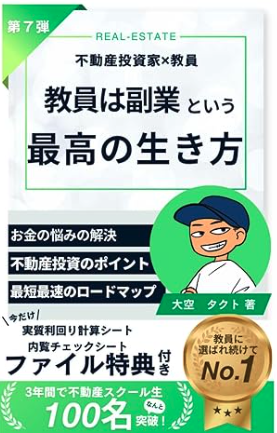 第7弾
REAL-ESTATE
不動産投資家×教員
教員は副業という
最高の生き方
お金の悩みの解決
不動産投資のポイント
最短最速のロードマップ
大空 タクト 著
今だけ
実質利回り計算シート
内覧チェックシート
ファイル特典付き
教員に
選ばれ続けて
No.1
3年間で不動産スクール生
100名なんと突破!